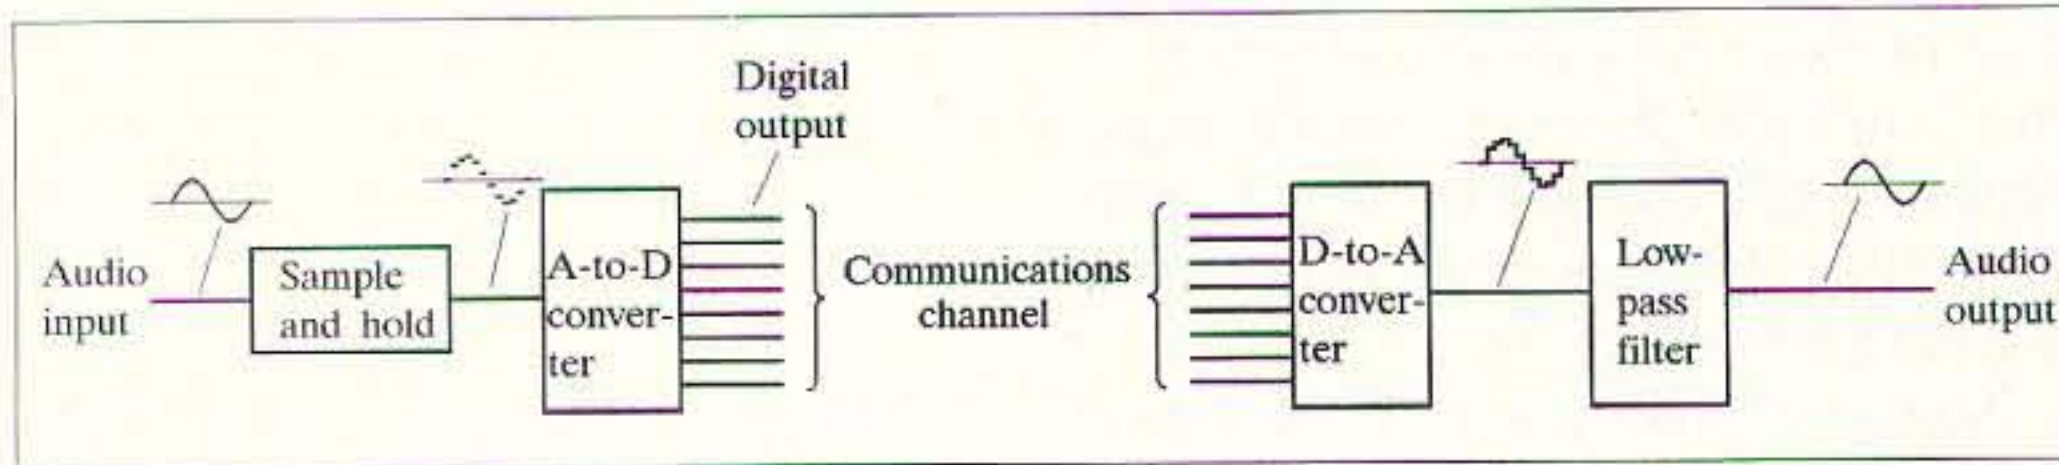 Digital
output
Audio
input
Sample
and hold
A-to-D
conver-
ter
Communications
channel
D-to-A
conver-
ter
Low-
pass
filter
Audio
output